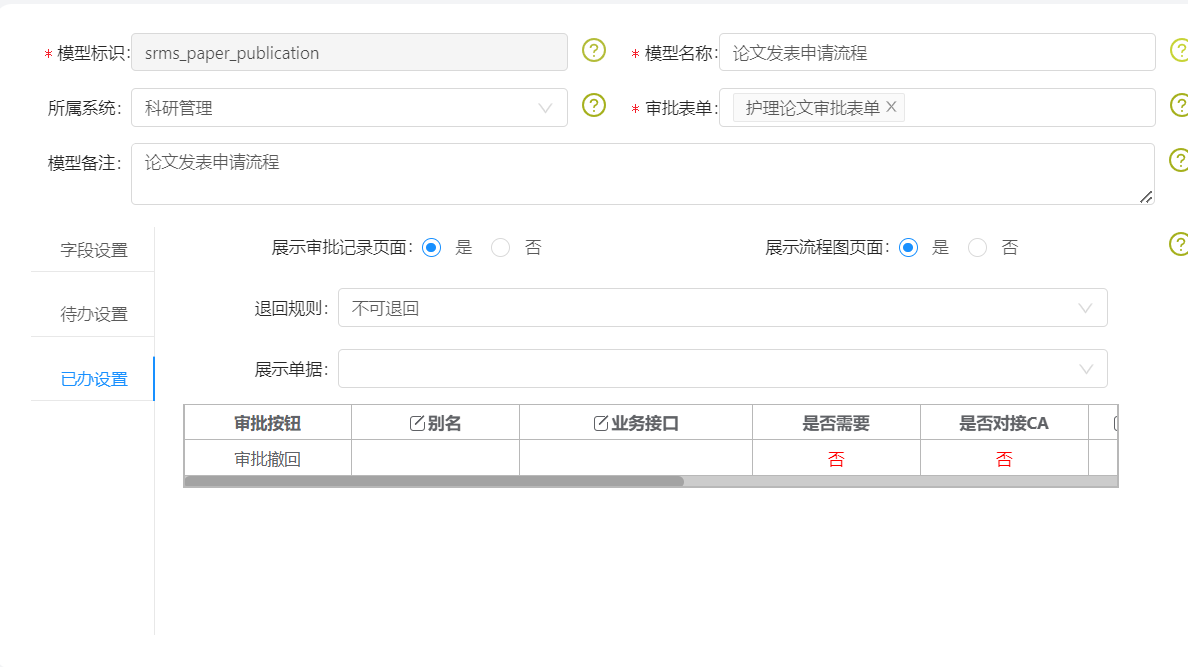 * 模型标识: srms_paper_publication ? * 模型名称: 论文发表申请流程 ?
所属系统: 科研管理 ? * 审批表单: 护理论文审批表单 X ?
模型备注: 论文发表申请流程 ?
字段设置 展示审批记录页面: 是 否 展示流程图页面: 是 否 ?
退回规则: 不可退回
待办设置
展示单据:
已办设置
审批按钮 别名 业务接口 是否需要 是否对接CA
审批撤回 否 否